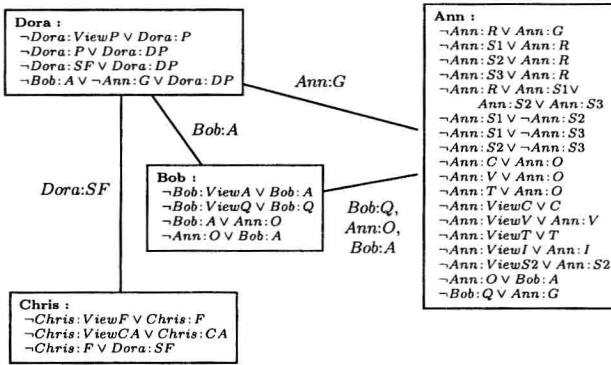 Dora :
¬Dora:ViewP ∨ Dora:P
¬Dora:P ∨ Dora:DP
¬Dora:SF ∨ Dora:DP
¬Bob:A ∨ ¬Ann:G ∨ Dora:DP
Ann:G
Bob:A
Dora:SF
Bob :
¬Bob:ViewA ∨ Bob:A
¬Bob:ViewQ ∨ Bob:Q
¬Bob:A ∨ Ann:O
¬Ann:O ∨ Bob:A
Bob:Q,
Ann:O,
Bob:A
Chris :
¬Chris:ViewF ∨ Chris:F
¬Chris:ViewCA ∨ Chris:CA
¬Chris:F ∨ Dora:SF
Ann :
¬Ann:R ∨ Ann:G
¬Ann:S1 ∨ Ann:R
¬Ann:S2 ∨ Ann:R
¬Ann:S3 ∨ Ann:R
¬Ann:R ∨ Ann:S1∨
Ann:S2 ∨ Ann:S3
¬Ann:S1 ∨ ¬Ann:S2
¬Ann:S1 ∨ ¬Ann:S3
¬Ann:S2 ∨ ¬Ann:S3
¬Ann:C ∨ Ann:O
¬Ann:V ∨ Ann:O
¬Ann:T ∨ Ann:O
¬Ann:ViewC ∨ C
¬Ann:ViewV ∨ Ann:V
¬Ann:ViewT ∨ T
¬Ann:ViewI ∨ Ann:I
¬Ann:ViewS2 ∨ Ann:S2
¬Ann:O ∨ Bob:A
¬Bob:Q ∨ Ann:G